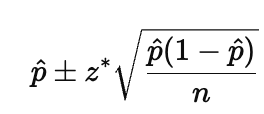 p̂ ± z* √(p̂(1 − p̂)/n)